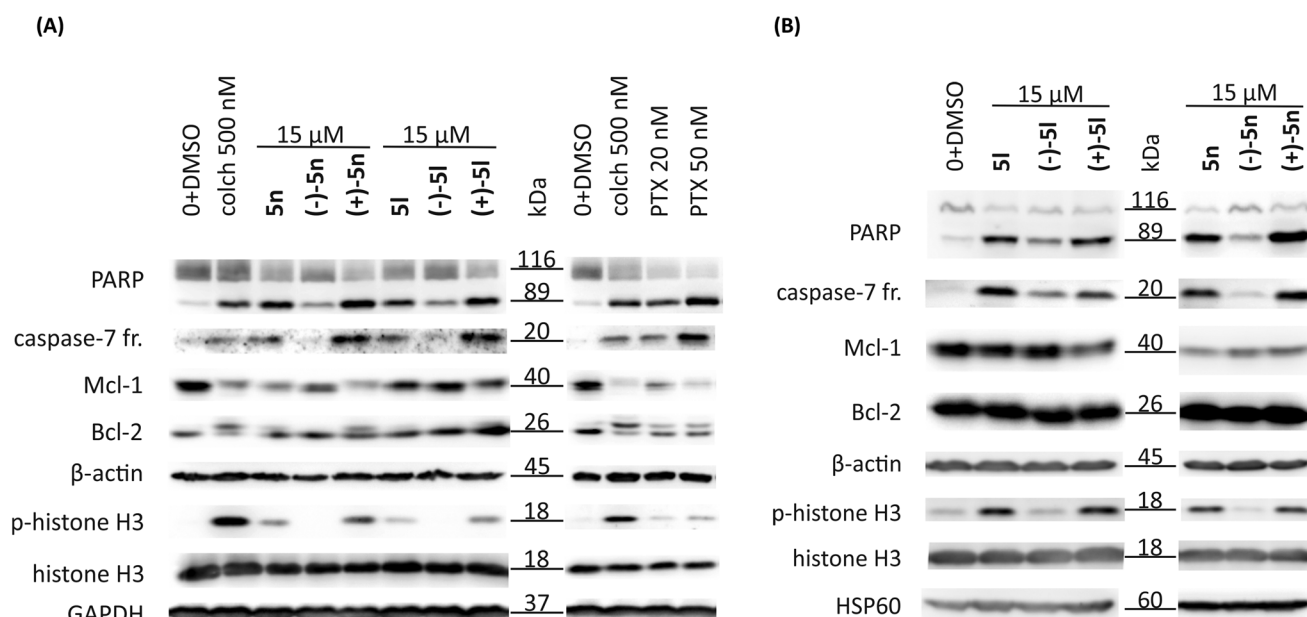 (A)
0+DMSO
colch 500 nM
15 µM
5n
(-)-5n
(+)-5n
15 µM
5l
(-)-5l
(+)-5l
kDa
0+DMSO
colch 500 nM
PTX 20 nM
PTX 50 nM
PARP
116
89
caspase-7 fr.
20
Mcl-1
40
Bcl-2
26
β-actin
45
p-histone H3
18
histone H3
18
GAPDH
37
(B)
0+DMSO
15 µM
5l
(-)-5l
(+)-5l
kDa
15 µM
5n
(-)-5n
(+)-5n
PARP
116
89
caspase-7 fr.
20
Mcl-1
40
Bcl-2
26
β-actin
45
p-histone H3
18
histone H3
18
HSP60
60